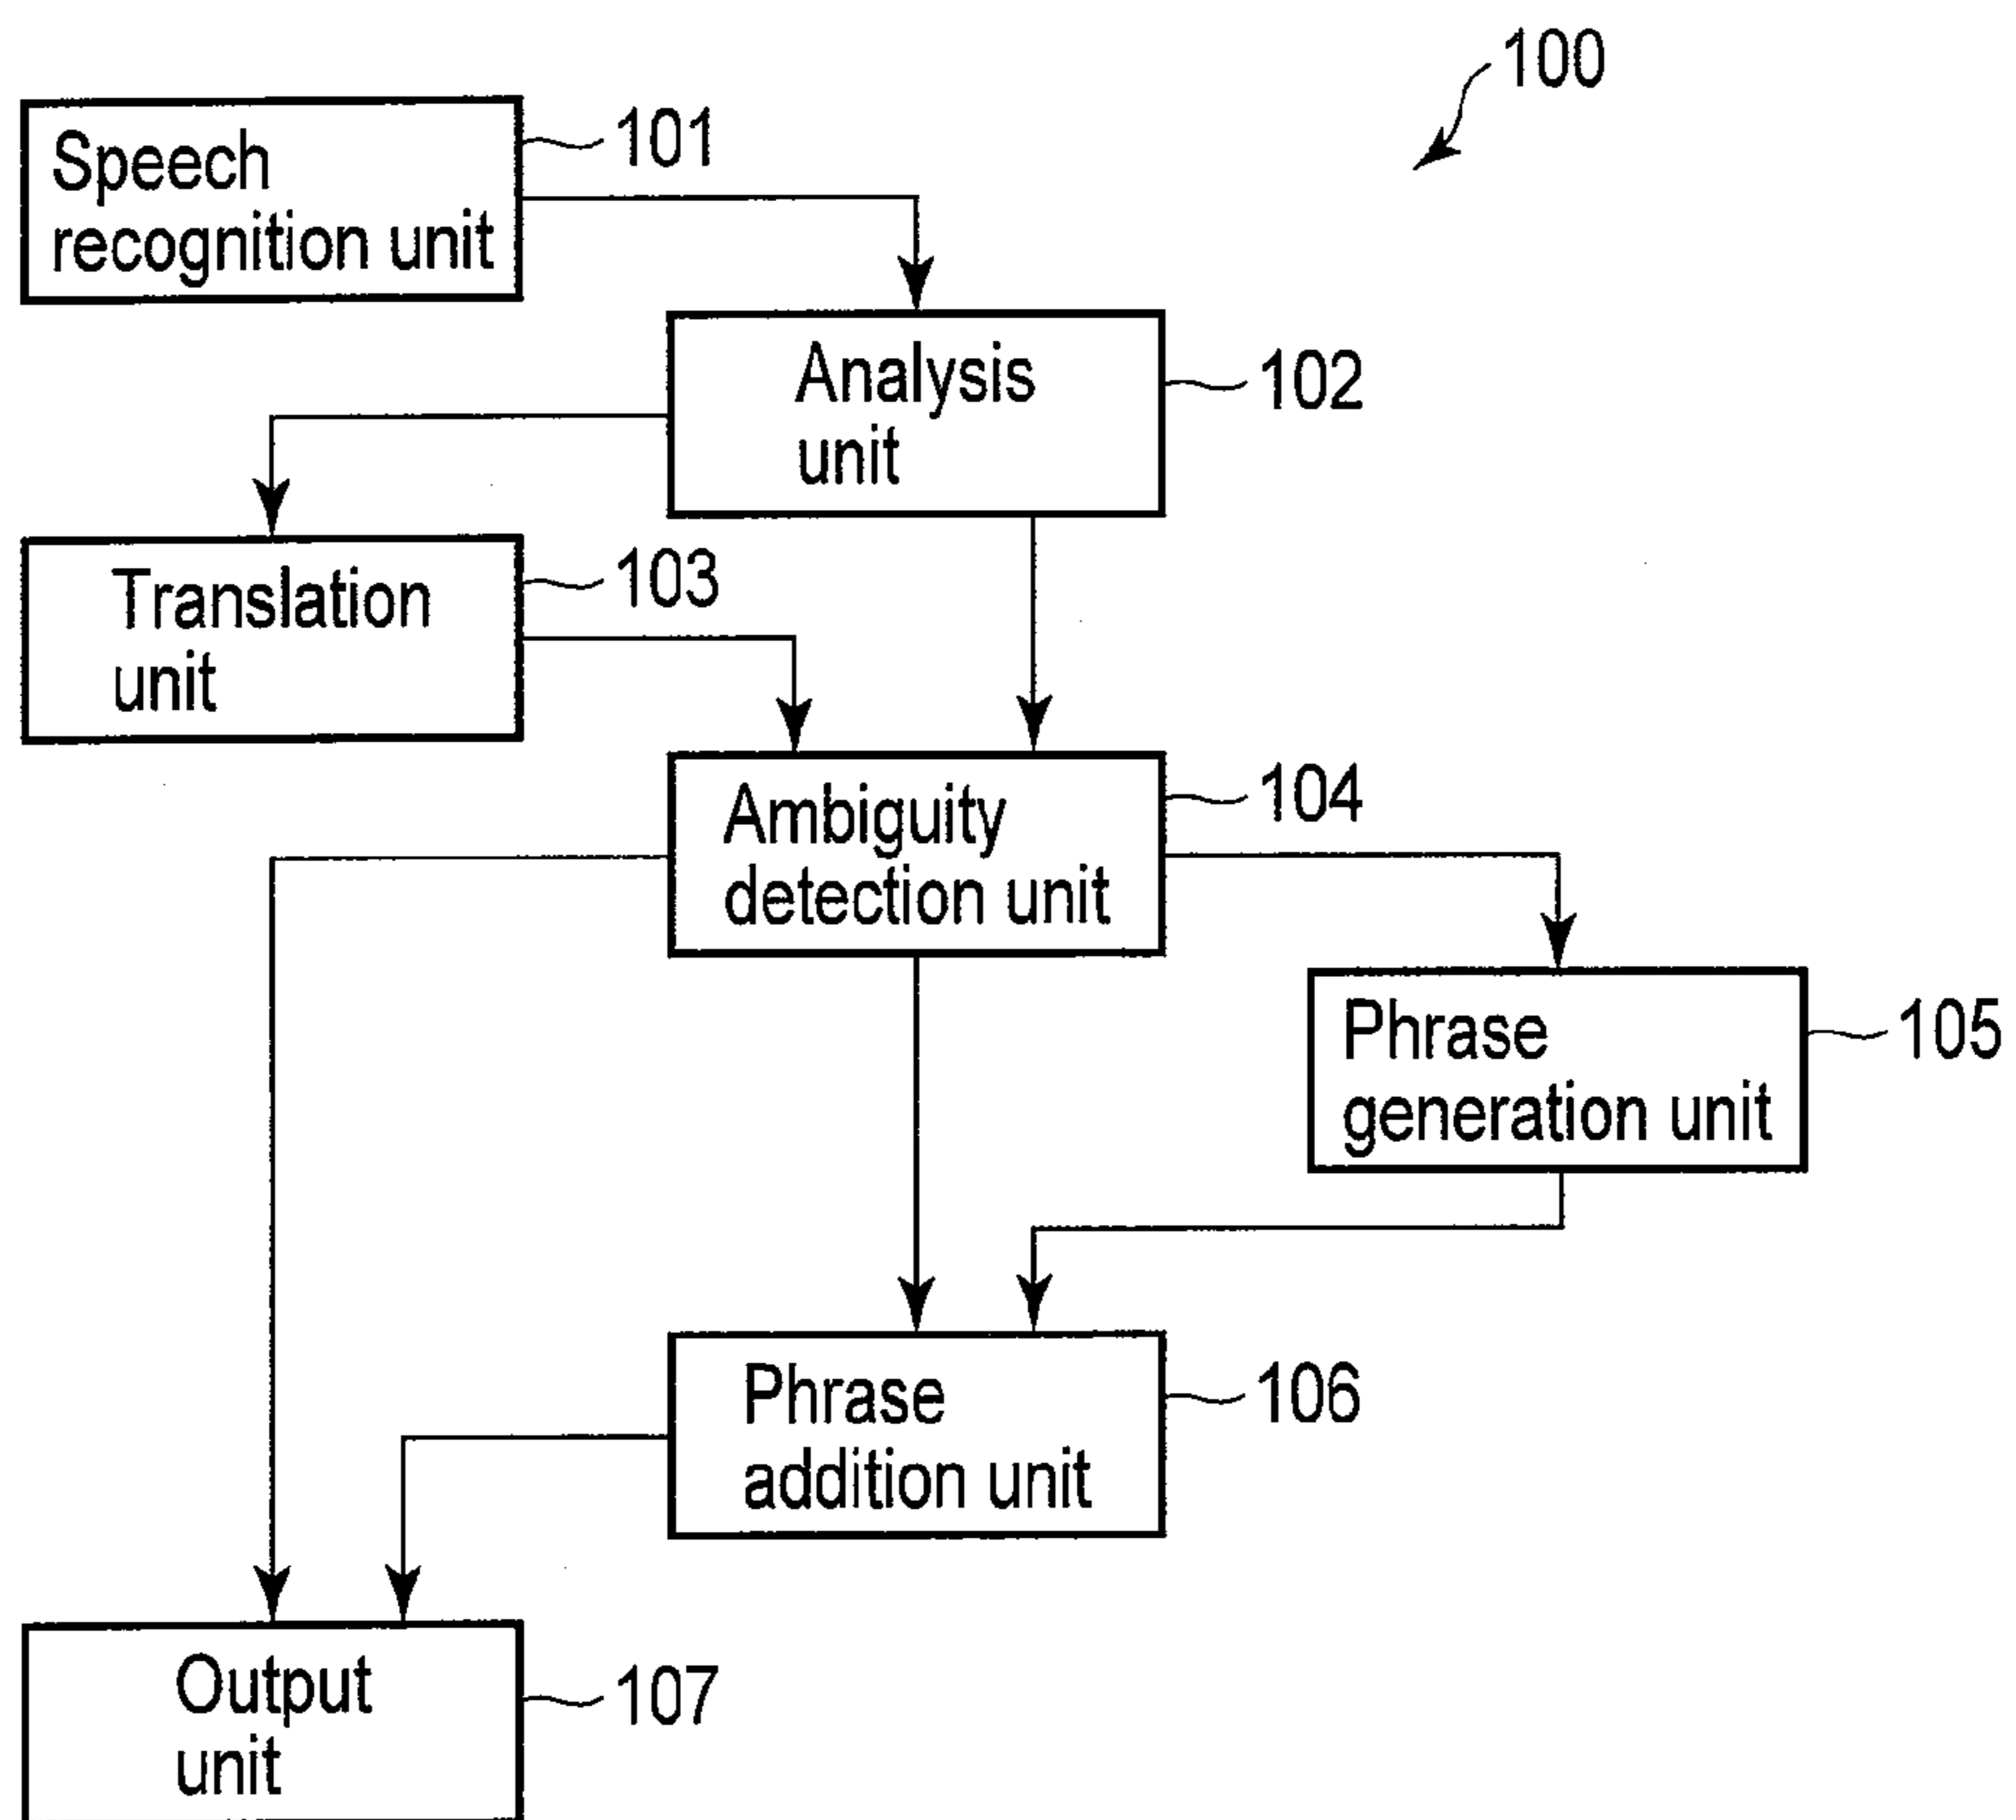 100
Speech
recognition unit
101
Analysis
unit
102
Translation
unit
103
Ambiguity
detection unit
104
Phrase
generation unit
105
Phrase
addition unit
106
Output
unit
107